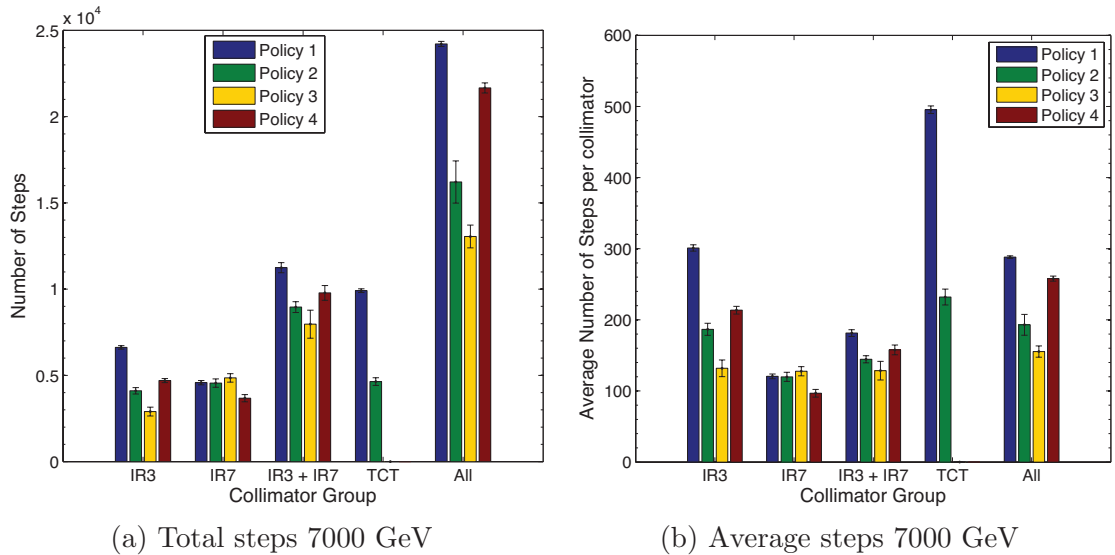 x 10⁴
2.5
2
1.5
1
0.5
0
Number of Steps
Policy 1
Policy 2
Policy 3
Policy 4
IR3 IR7 IR3 + IR7 TCT All
Collimator Group
(a) Total steps 7000 GeV
600
500
400
300
200
100
0
Average Number of Steps per collimator
Policy 1
Policy 2
Policy 3
Policy 4
IR3 IR7 IR3 + IR7 TCT All
Collimator Group
(b) Average steps 7000 GeV